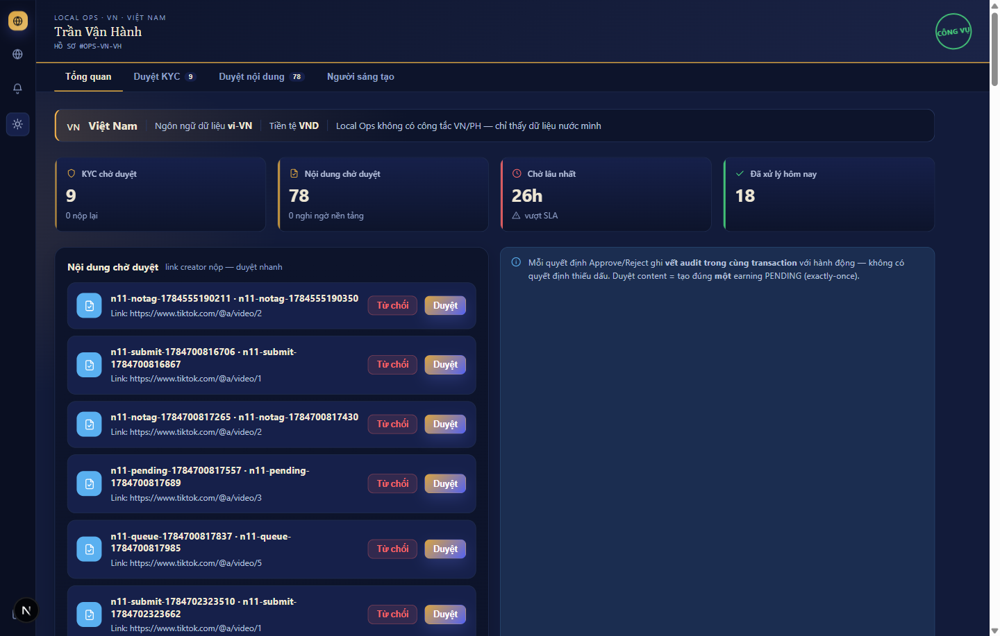 LOCAL OPS · VN · VIỆT NAM
Trần Vận Hành
HỒ SƠ #OPS-VN-VH
CÔNG VỤ
Tổng quan
Duyệt KYC 9
Duyệt nội dung 78
Người sáng tạo
VN Việt Nam Ngôn ngữ dữ liệu vi-VN Tiền tệ VND Local Ops không có công tắc VN/PH — chỉ thấy dữ liệu nước mình
KYC chờ duyệt
9
0 nộp lại
Nội dung chờ duyệt
78
0 nghi ngờ nền tảng
Chờ lâu nhất
26h
vượt SLA
Đã xử lý hôm nay
18
Nội dung chờ duyệt link creator nộp — duyệt nhanh
n11-notag-1784555190211 · n11-notag-1784555190350
Link: https://www.tiktok.com/@a/video/2
Từ chối Duyệt
n11-submit-1784700816706 · n11-submit-
1784700816867
Link: https://www.tiktok.com/@a/video/1
Từ chối Duyệt
n11-notag-1784700817265 · n11-notag-1784700817430
Link: https://www.tiktok.com/@a/video/2
Từ chối Duyệt
n11-pending-1784700817557 · n11-pending-
1784700817689
Link: https://www.tiktok.com/@a/video/3
Từ chối Duyệt
n11-queue-1784700817837 · n11-queue-
1784700817985
Link: https://www.tiktok.com/@a/video/5
Từ chối Duyệt
n11-submit-1784702323510 · n11-submit-
1784702323662
Link: https://www.tiktok.com/@a/video/1
Từ chối Duyệt
Mỗi quyết định Approve/Reject ghi vết audit trong cùng transaction với hành động — không có
quyết định thiếu dấu. Duyệt content = tạo đúng một earning PENDING (exactly-once).
N